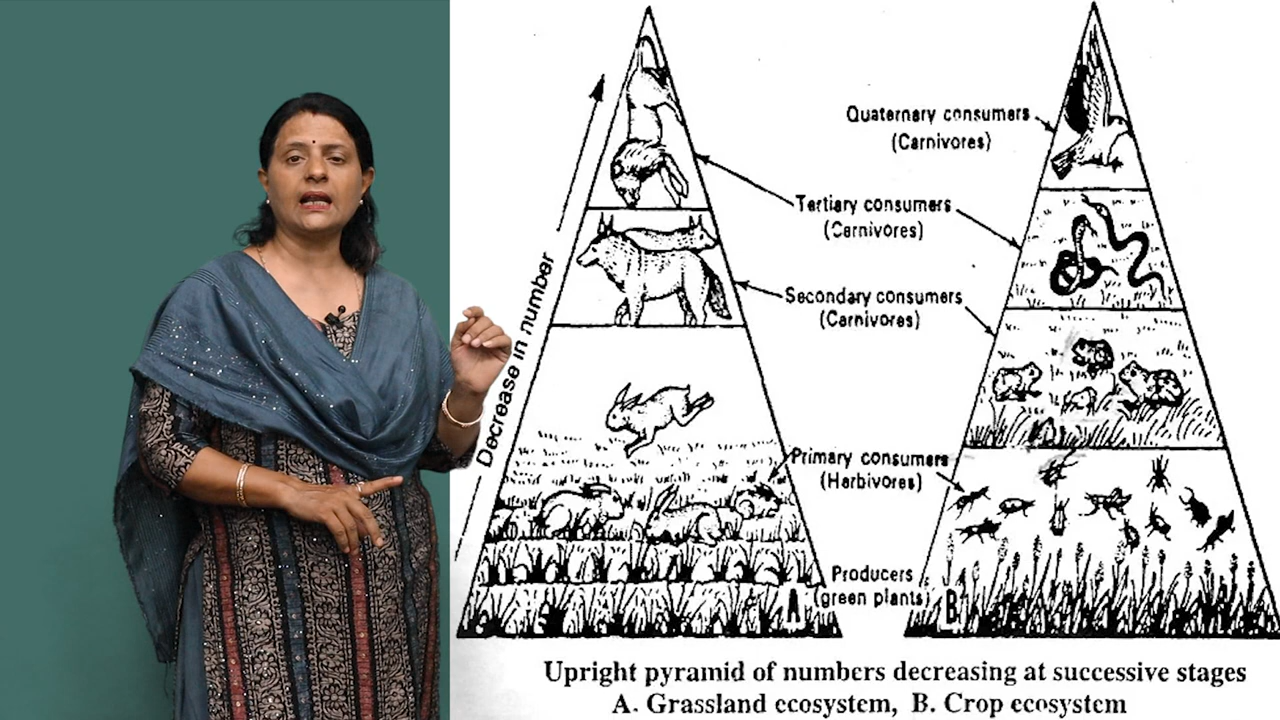 Quaternary consumers
(Carnivores)
Tertiary consumers
(Carnivores)
Decrease in number
Secondary consumers
(Carnivores)
Primary consumers
(Herbivores)
Producers
(green plants)
A
B
Upright pyramid of numbers decreasing at successive stages
A. Grassland ecosystem, B. Crop ecosystem